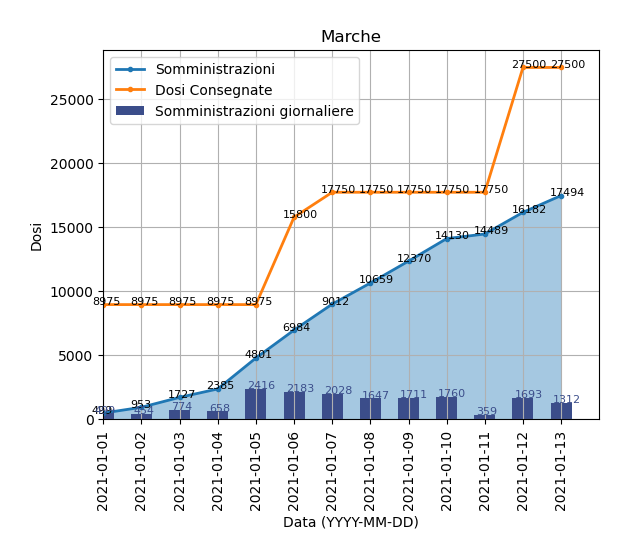 Marche
Somministrazioni
Dosi Consegnate
Somministrazioni giornaliere
Dosi
25000
20000
15000
10000
5000
0
27500 27500
17750 17750 17750 17750 17750
15800
8975 8975 8975 8975 8975
499 953 1727 2385 4801 6984 9012 10659 12370 14130 14489 16182 17494
454 774 658 2416 2183 2028 1647 1711 1760 359 1693 1312
2021-01-01
2021-01-02
2021-01-03
2021-01-04
2021-01-05
2021-01-06
2021-01-07
2021-01-08
2021-01-09
2021-01-10
2021-01-11
2021-01-12
2021-01-13
Data (YYYY-MM-DD)